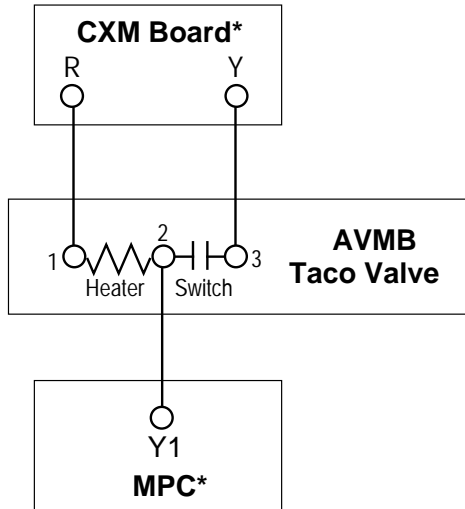 CXM Board*
R Y
2
1 3
AVMB
Taco Valve
Heater Switch
Y1
MPC*